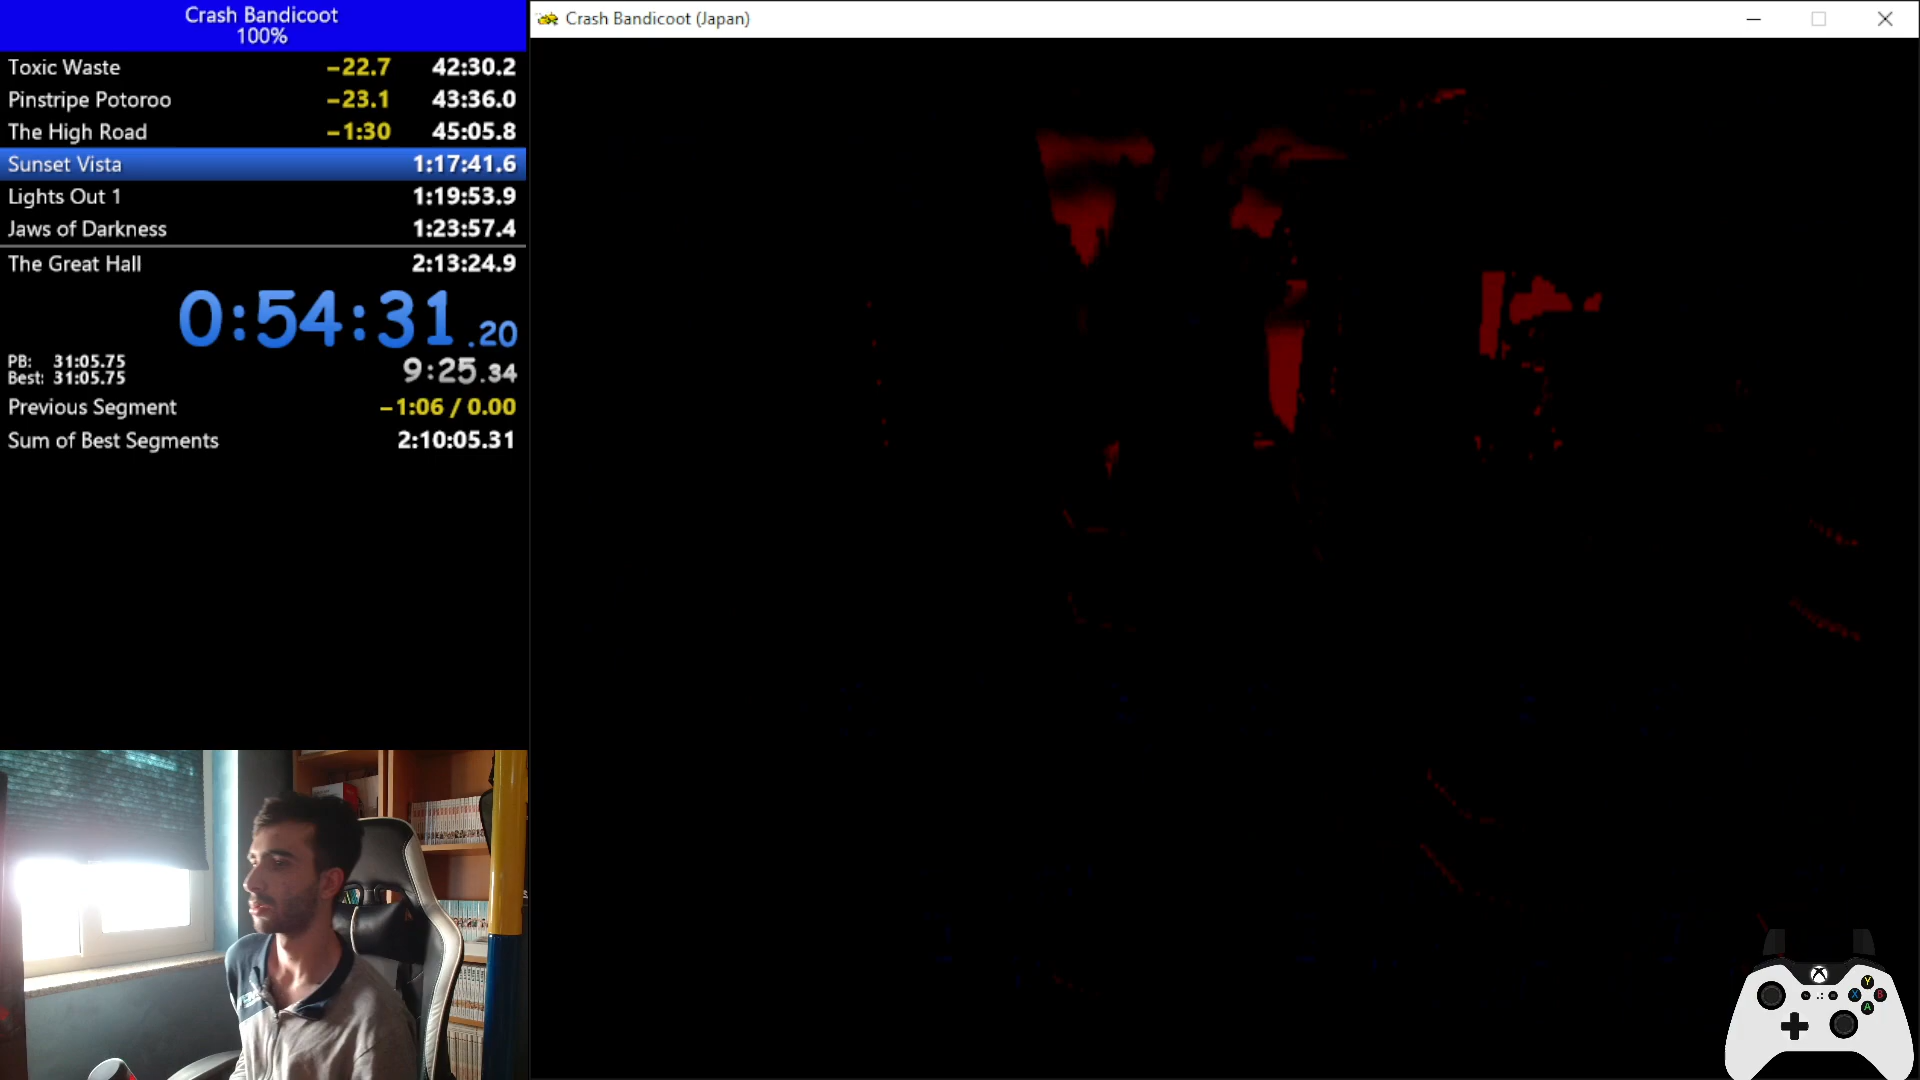 Crash Bandicoot
100%
Toxic Waste −22.7 42:30.2
Pinstripe Potoroo −23.1 43:36.0
The High Road −1:30 45:05.8
Sunset Vista 1:17:41.6
Lights Out 1 1:19:53.9
Jaws of Darkness 1:23:57.4
The Great Hall 2:13:24.9
0:54:31.20
PB: 31:05.75
Best: 31:05.75
9:25.34
Previous Segment −1:06 / 0.00
Sum of Best Segments 2:10:05.31
Crash Bandicoot (Japan)
Y
X B
A